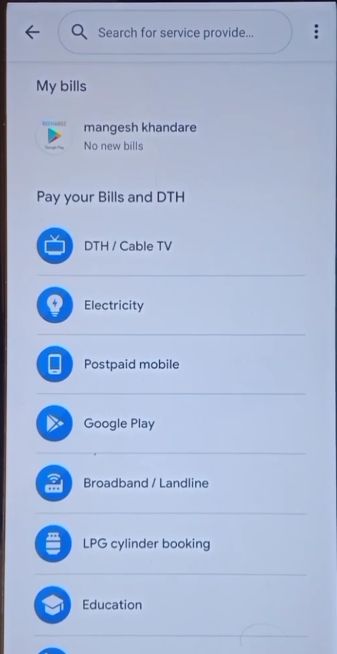 Search for service provide...
My bills
RECHARGE
Google Play
mangesh khandare
No new bills
Pay your Bills and DTH
DTH / Cable TV
Electricity
Postpaid mobile
Google Play
Broadband / Landline
LPG cylinder booking
Education